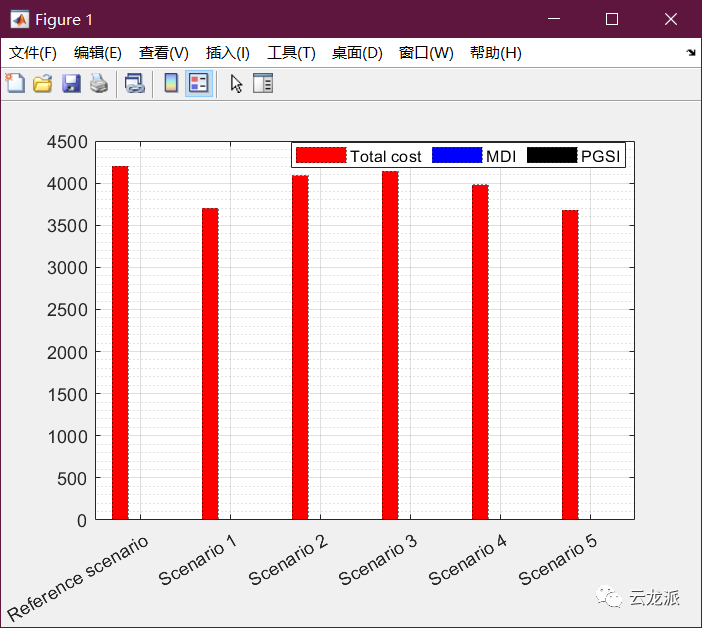 Figure 1
文件(F) 编辑(E) 查看(V) 插入(I) 工具(T) 桌面(D) 窗口(W) 帮助(H)
Total cost MDI PGSI
4500
4000
3500
3000
2500
2000
1500
1000
500
0
Reference scenario Scenario 1 Scenario 2 Scenario 3 Scenario 4 Scenario 5
云龙派